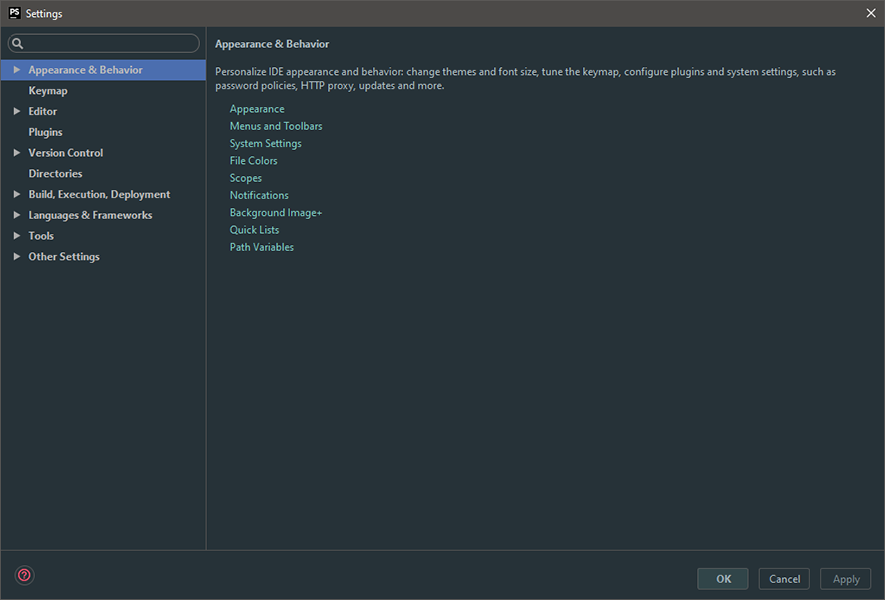 PS Settings
Appearance & Behavior
Keymap
Editor
Plugins
Version Control
Directories
Build, Execution, Deployment
Languages & Frameworks
Tools
Other Settings
Appearance & Behavior
Personalize IDE appearance and behavior: change themes and font size, tune the keymap, configure plugins and system settings, such as
password policies, HTTP proxy, updates and more.
Appearance
Menus and Toolbars
System Settings
File Colors
Scopes
Notifications
Background Image+
Quick Lists
Path Variables
?
OK
Cancel
Apply